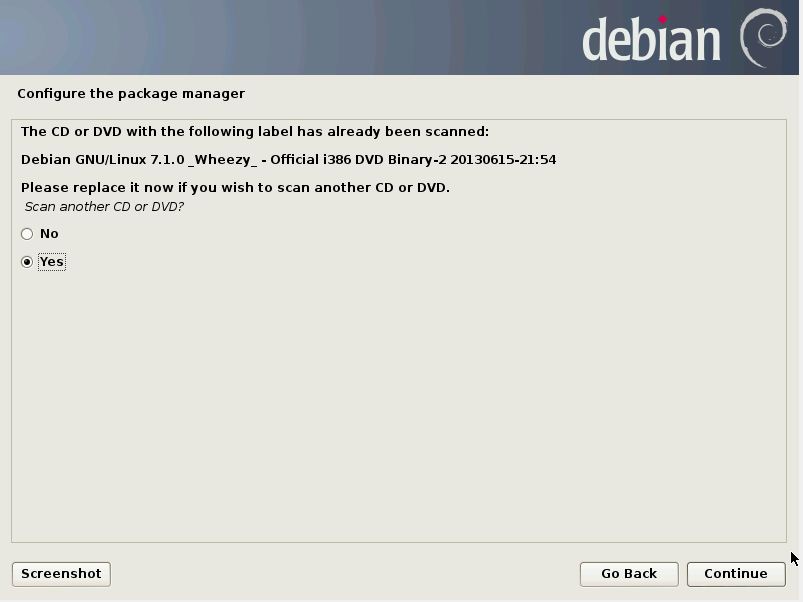 debian
Configure the package manager
The CD or DVD with the following label has already been scanned:
Debian GNU/Linux 7.1.0 _Wheezy_ - Official i386 DVD Binary-2 20130615-21:54
Please replace it now if you wish to scan another CD or DVD.
Scan another CD or DVD?
No
Yes
Screenshot
Go Back
Continue